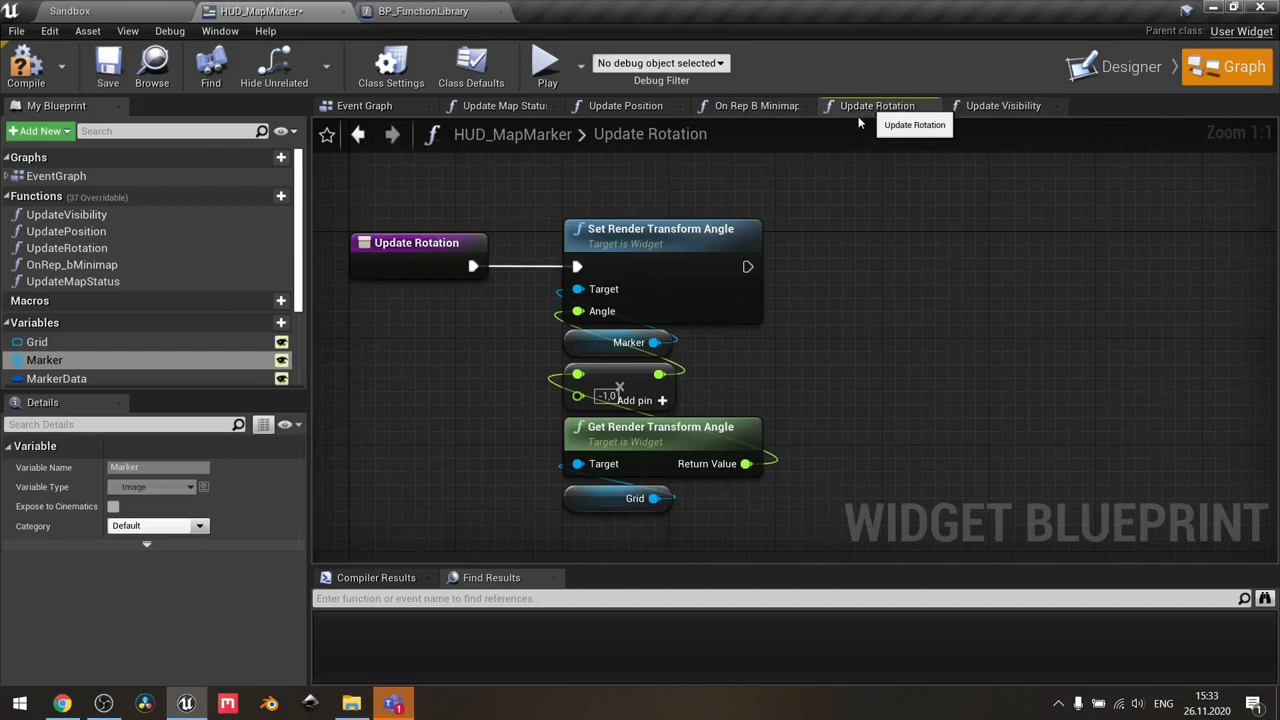 Sandbox
HUD_MapMarker*
BP_FunctionLibrary
File
Edit
Asset
View
Debug
Window
Help
Parent class:
User Widget
Compile
Save
Browse
Find
Hide Unrelated
Class Settings
Class Defaults
Play
No debug object selected
Debug Filter
Designer
Graph
My Blueprint
Event Graph
Update Map Statu
Update Position
On Rep B Minimap
Update Rotation
Update Visibility
Add New
Search
HUD_MapMarker
Update Rotation
Update Rotation
Zoom 1:1
Graphs
EventGraph
Functions (37 Overridable)
UpdateVisibility
UpdatePosition
UpdateRotation
OnRep_bMinimap
UpdateMapStatus
Macros
Variables
Grid
Marker
MarkerData
Update Rotation
Set Render Transform Angle
Target is Widget
Target
Angle
Marker
-1,0
Add pin
Get Render Transform Angle
Target is Widget
Target
Return Value
Grid
WIDGET BLUEPRINT
Details
Search Details
Variable
Variable Name
Marker
Variable Type
Image
Expose to Cinematics
Category
Default
Compiler Results
Find Results
Enter function or event name to find references...
ENG
15:33
26.11.2020